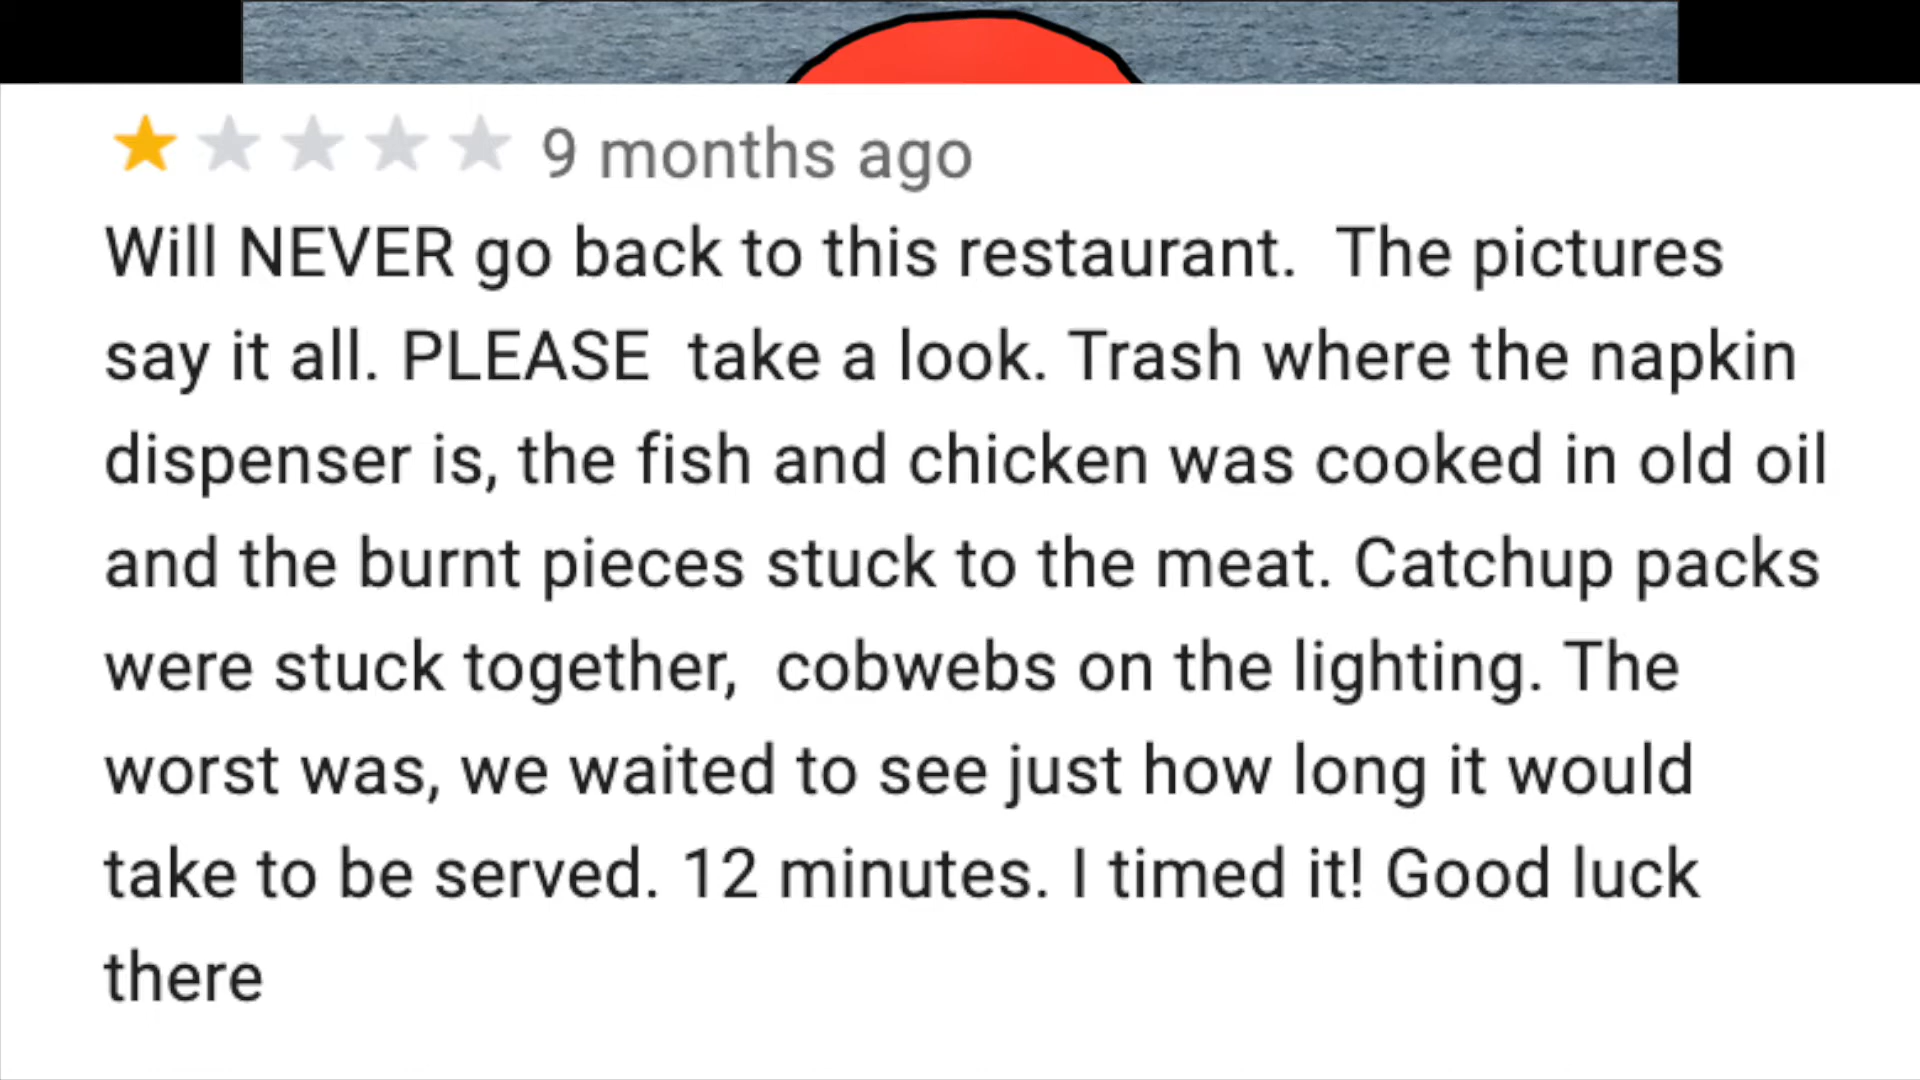 9 months ago
Will NEVER go back to this restaurant.  The pictures
say it all. PLEASE  take a look. Trash where the napkin
dispenser is, the fish and chicken was cooked in old oil
and the burnt pieces stuck to the meat. Catchup packs
were stuck together,  cobwebs on the lighting. The
worst was, we waited to see just how long it would
take to be served. 12 minutes. I timed it! Good luck
there